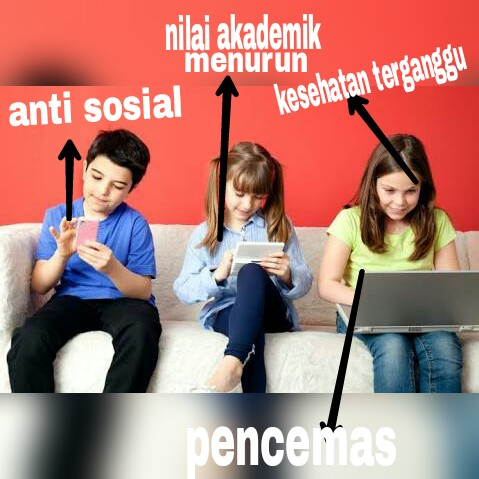 nilai akademik
menurun
kesehatan terganggu
anti sosial
pencemas